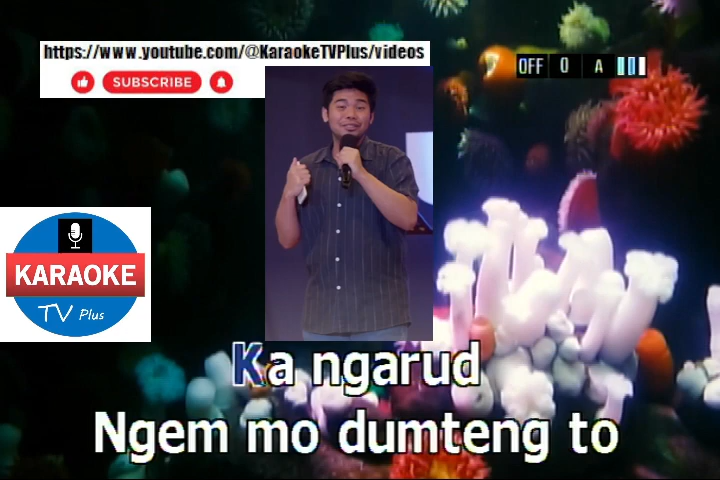 https://www.youtube.com/@KaraokeTVPlus/videos
SUBSCRIBE
OFF 0 A
KARAOKE
TV Plus
Ka ngarud
Ngem mo dumteng to